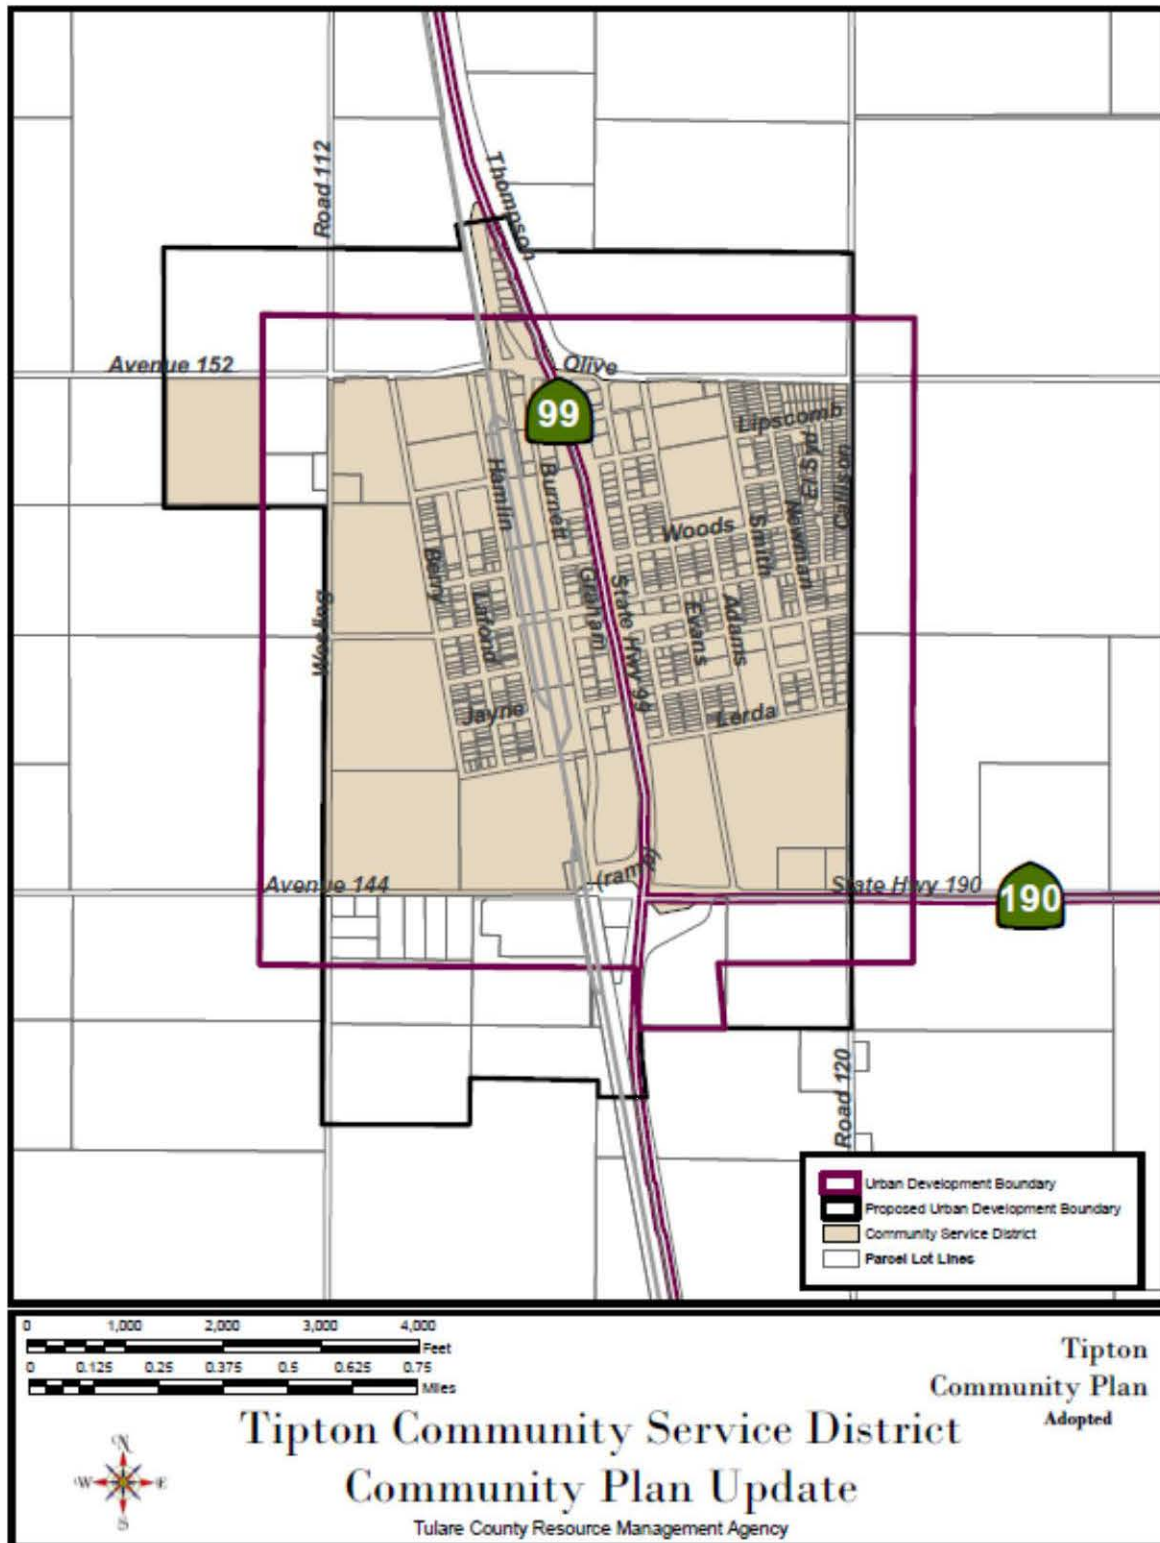 Thompson
Road 112
Avenue 152
Olive
99
Lipscomb
El Syd
Callison
Hamlin
Burnett
Woods
Smith
Newman
Berry
Graham
State Hwy 99
Lafond
Evans
Adams
Jayne
Lerda
(ramp)
Avenue 144
State Hwy 190
190
Road 120
Urban Development Boundary
Proposed Urban Development Boundary
Community Service District
Parcel Lot Lines
0 1,000 2,000 3,000 4,000
Feet
0 0.125 0.25 0.375 0.5 0.625 0.75
Miles
Tipton
Community Plan
Adopted
Tipton Community Service District
Community Plan Update
Tulare County Resource Management Agency
N
W E
S